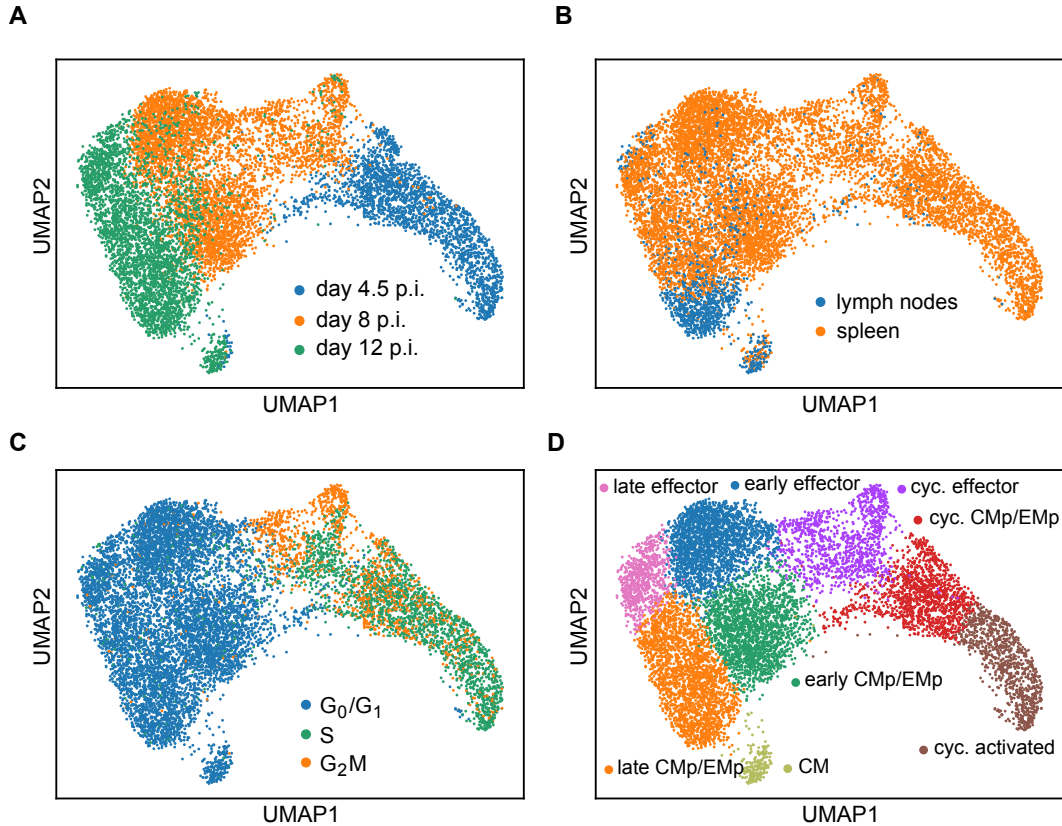 A
UMAP2
day 4.5 p.i.
day 8 p.i.
day 12 p.i.
UMAP1
B
UMAP2
lymph nodes
spleen
UMAP1
C
UMAP2
G0/G1
S
G2M
UMAP1
D
UMAP2
late effector
early effector
cyc. effector
cyc. CMp/EMp
early CMp/EMp
cyc. activated
late CMp/EMp
CM
UMAP1